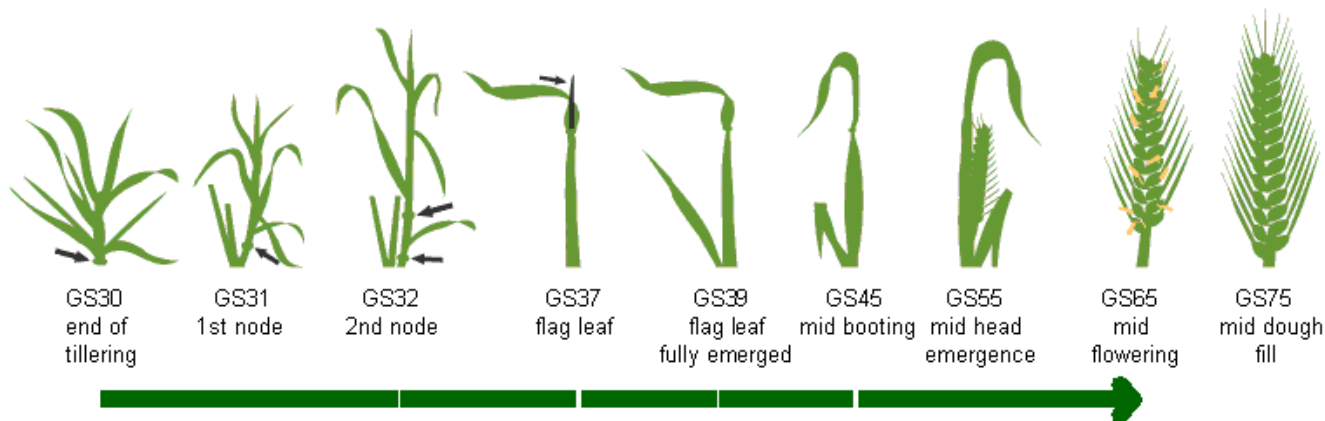 GS30
end of
tillering
GS31
1st node
GS32
2nd node
GS37
flag leaf
GS39
flag leaf
fully emerged
GS45
mid booting
GS55
mid head
emergence
GS65
mid
flowering
GS75
mid dough
fill